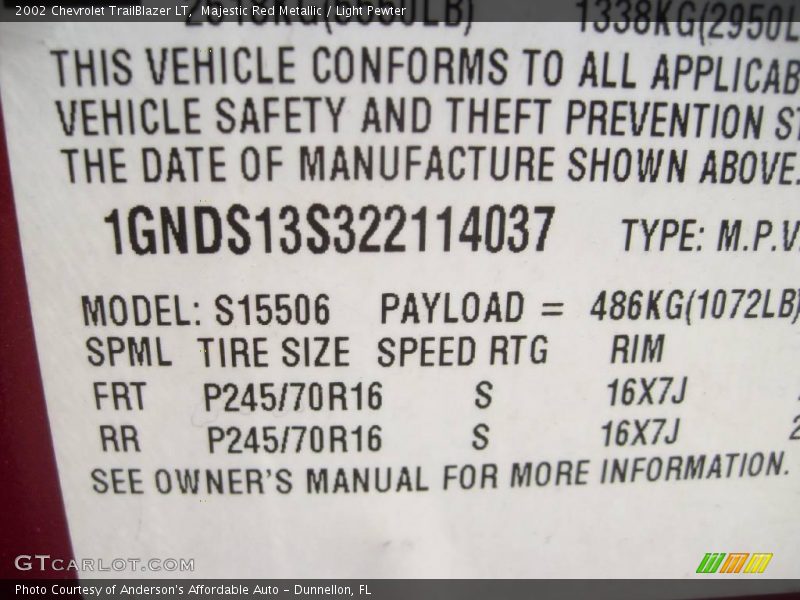 2002 Chevrolet TrailBlazer LT, Majestic Red Metallic / Light Pewter
1338KG(2950L
THIS VEHICLE CONFORMS TO ALL APPLICAB
VEHICLE SAFETY AND THEFT PREVENTION ST
THE DATE OF MANUFACTURE SHOWN ABOVE.
1GNDS13S322114037 TYPE: M.P.V.
MODEL: S15506 PAYLOAD = 486KG(1072LB)
SPML TIRE SIZE SPEED RTG RIM
FRT P245/70R16 S 16X7J
RR P245/70R16 S 16X7J 2
SEE OWNER'S MANUAL FOR MORE INFORMATION.
GTCARLOT.COM
Photo Courtesy of Anderson's Affordable Auto - Dunnellon, FL